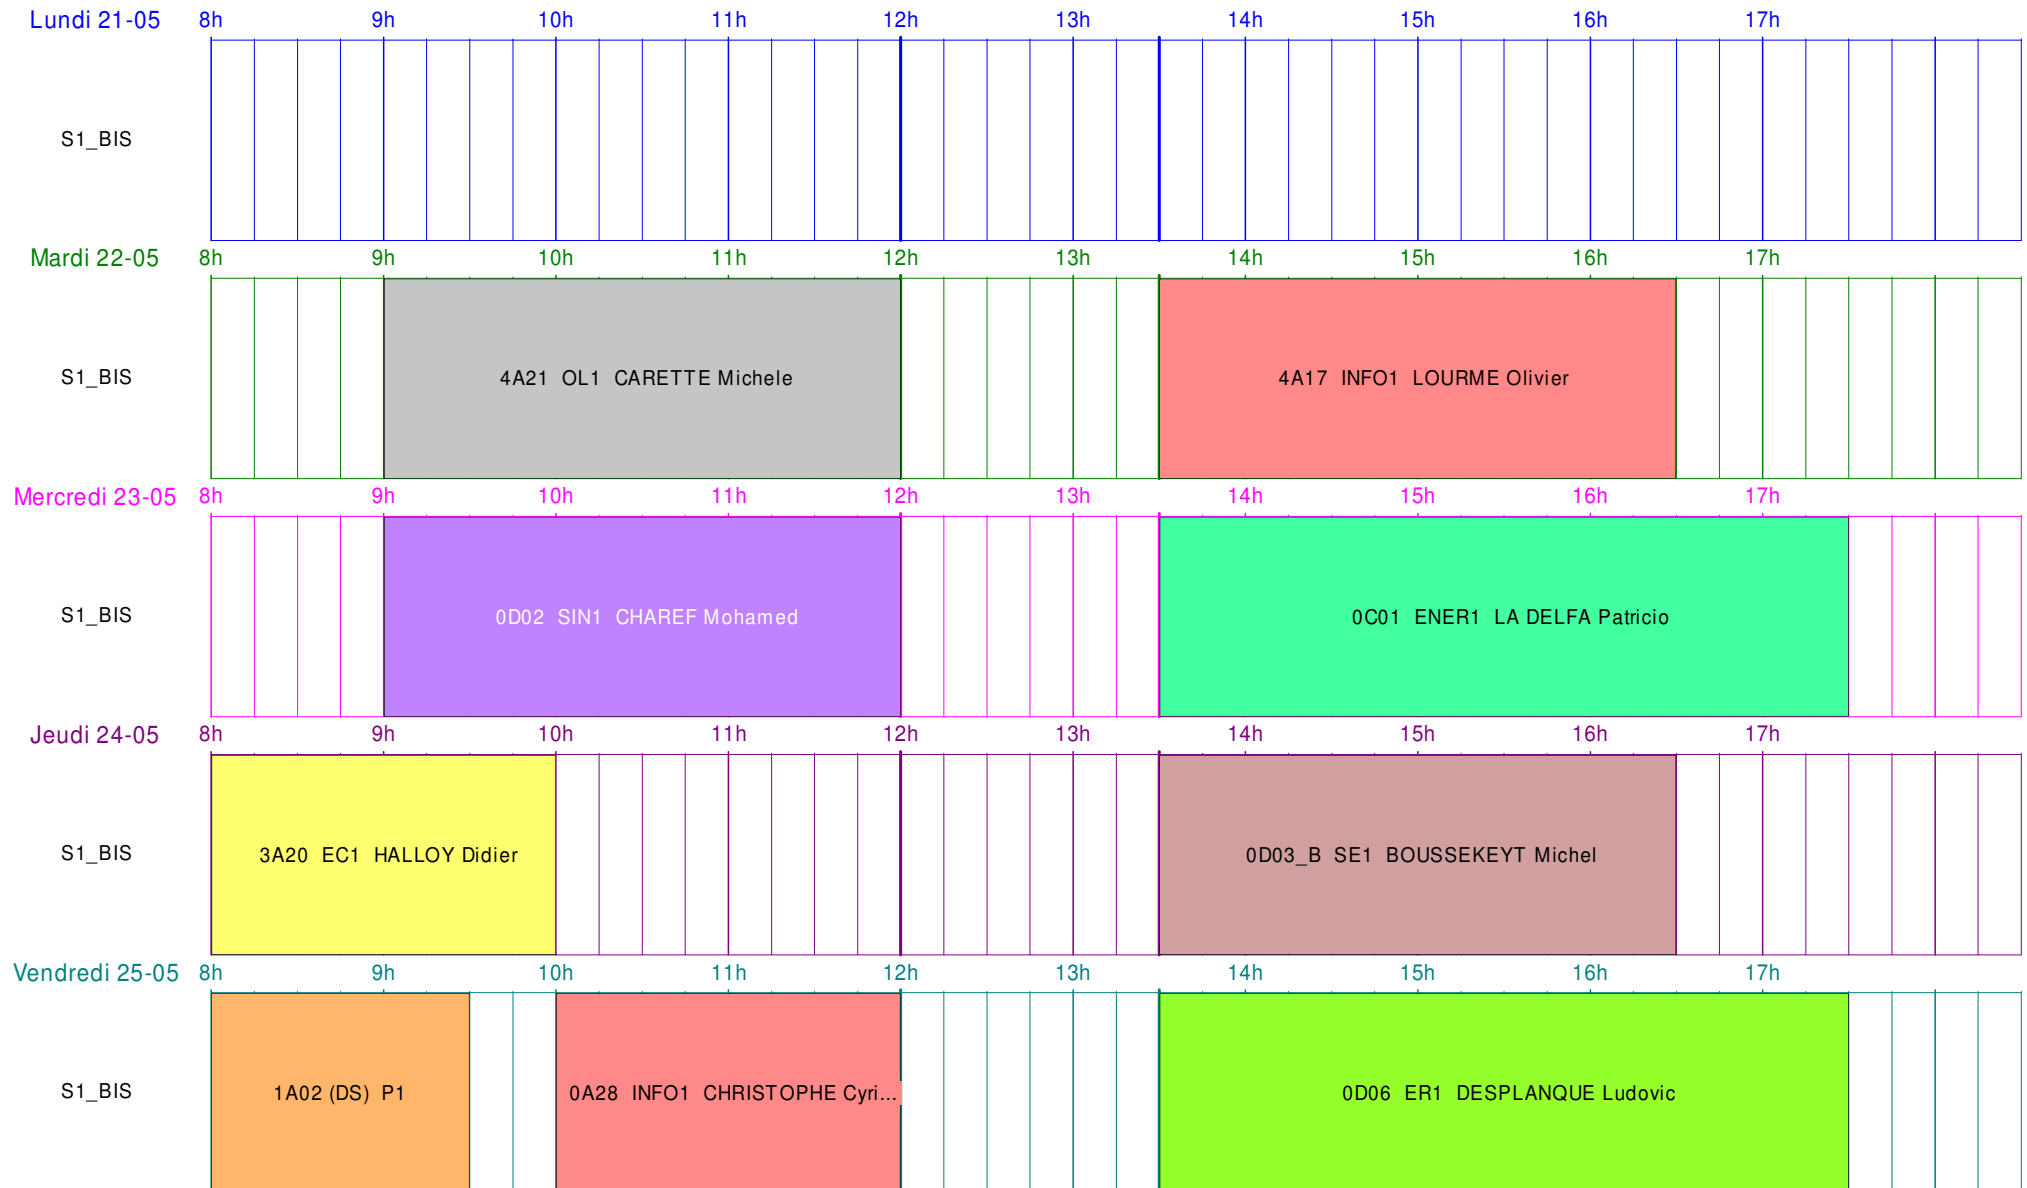 Lundi 21-05 8h 9h 10h 11h 12h 13h 14h 15h 16h 17h
S1_BIS
Mardi 22-05 8h 9h 10h 11h 12h 13h 14h 15h 16h 17h
S1_BIS 4A21 OL1 CARETTE Michele 4A17 INFO1 LOURME Olivier
Mercredi 23-05 8h 9h 10h 11h 12h 13h 14h 15h 16h 17h
S1_BIS 0D02 SIN1 CHAREF Mohamed 0C01 ENER1 LA DELFA Patricio
Jeudi 24-05 8h 9h 10h 11h 12h 13h 14h 15h 16h 17h
S1_BIS 3A20 EC1 HALLOY Didier 0D03_B SE1 BOUSSEKEYT Michel
Vendredi 25-05 8h 9h 10h 11h 12h 13h 14h 15h 16h 17h
S1_BIS 1A02 (DS) P1 0A28 INFO1 CHRISTOPHE Cyri... 0D06 ER1 DESPLANQUE Ludovic